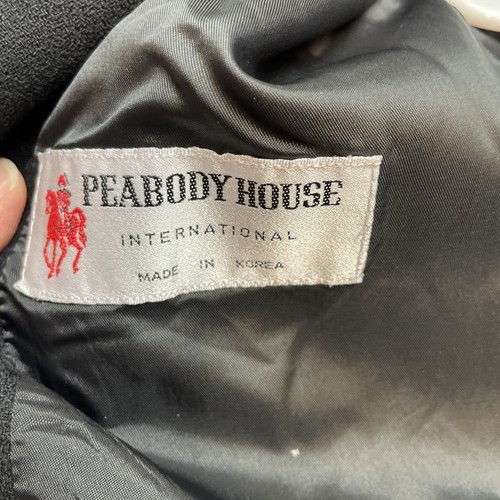 PEABODY HOUSE
INTERNATIONAL
MADE IN KOREA